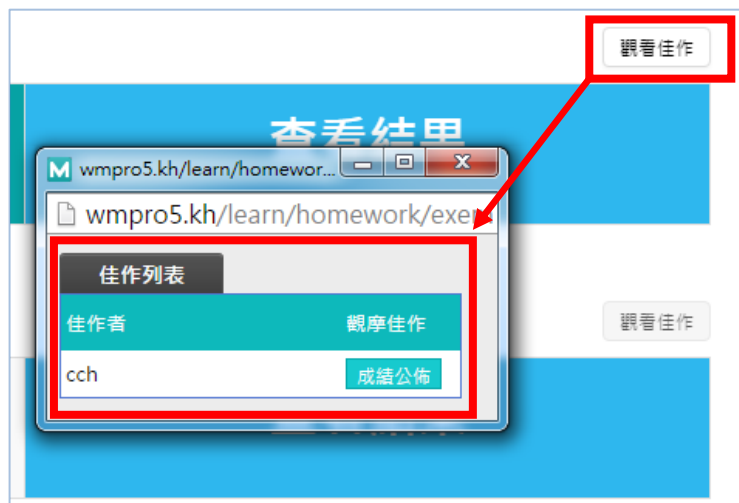 觀看佳作
查看結果
wmpro5.kh/learn/homewor...
wmpro5.kh/learn/homework/exem
佳作列表
佳作者 觀摩佳作
cch 成績公佈
觀看佳作